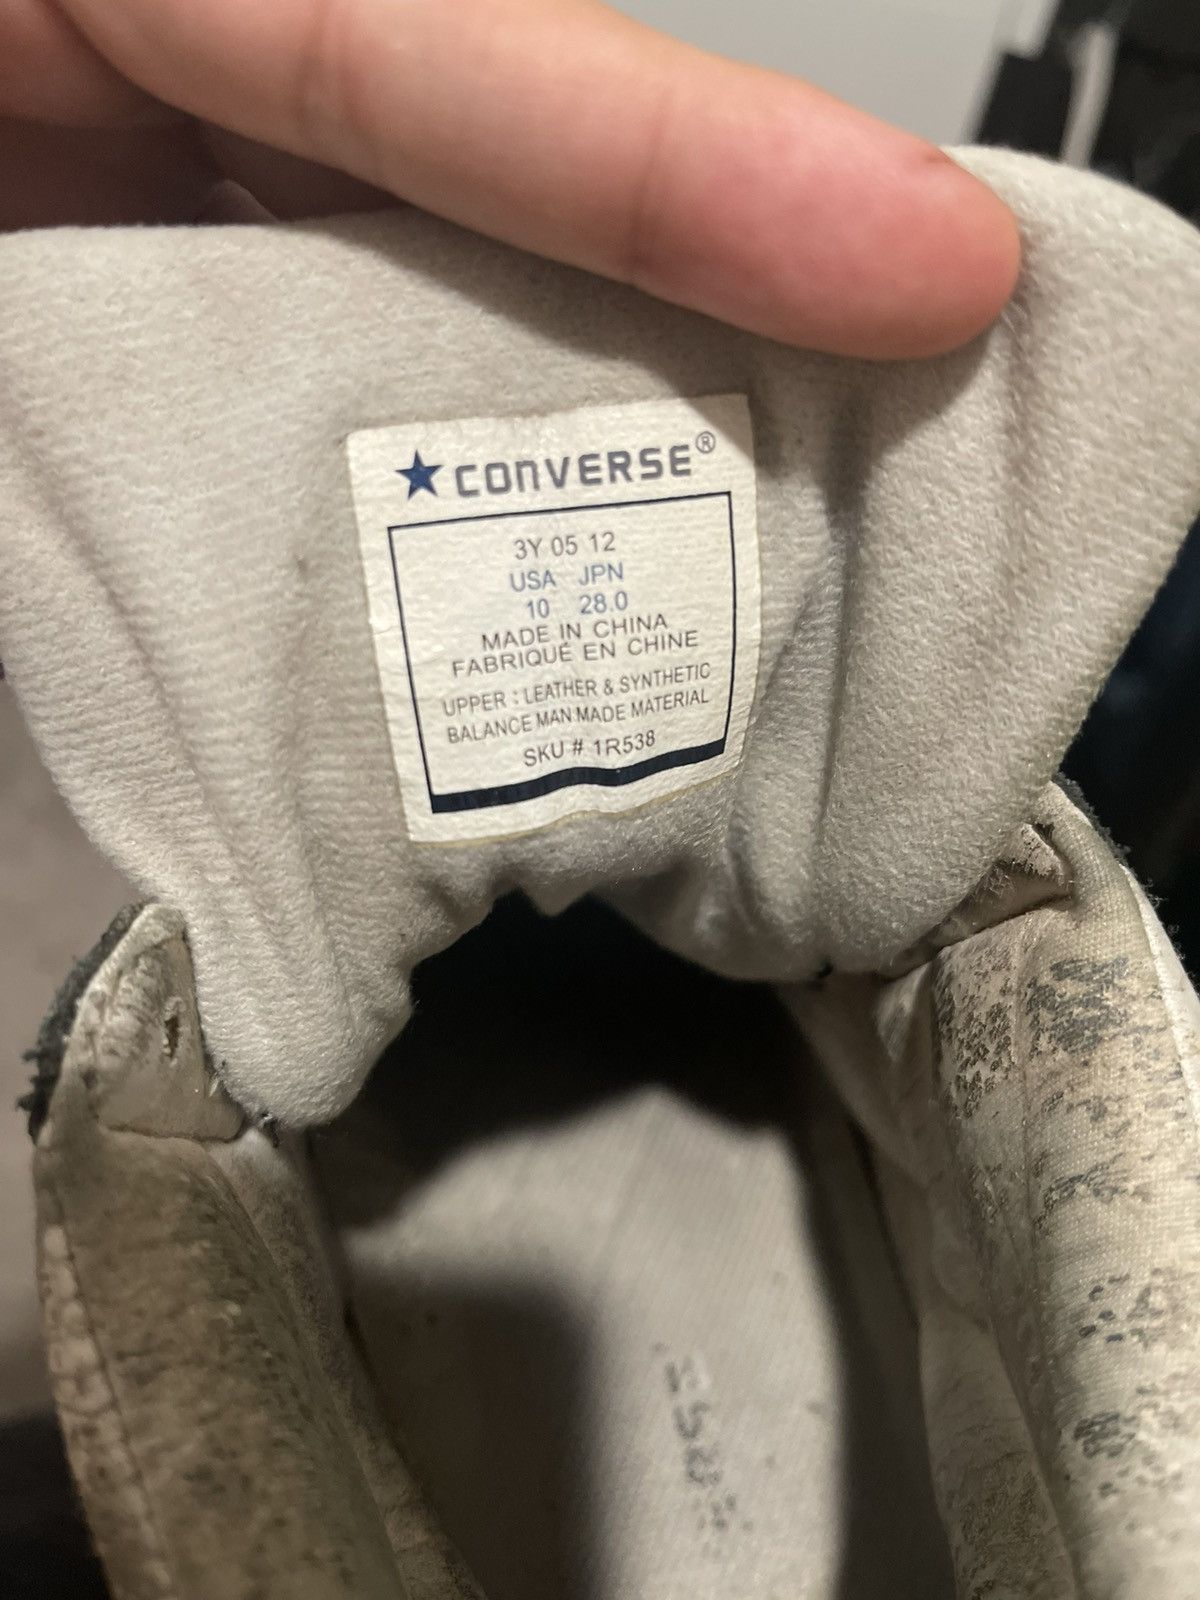 ★CONVERSE®
3Y 05 12
USA JPN
10 28.0
MADE IN CHINA
FABRIQUÉ EN CHINE
UPPER : LEATHER & SYNTHETIC
BALANCE MAN MADE MATERIAL
SKU # 1R538